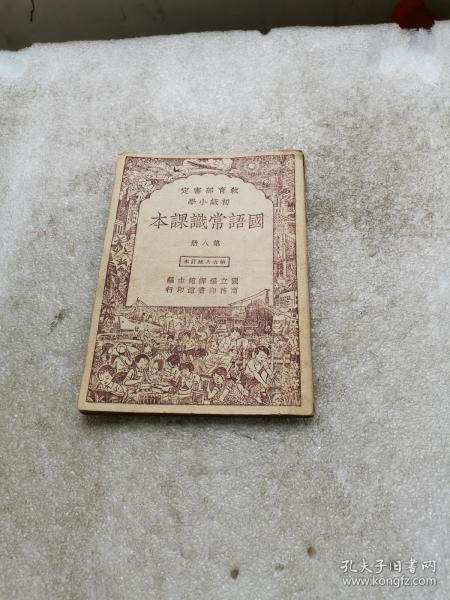 教育部審定
初級小學
國語常識課本
第八冊
國立編譯館主編
商務印書館印行
孔夫子旧书网
www.kongfz.com